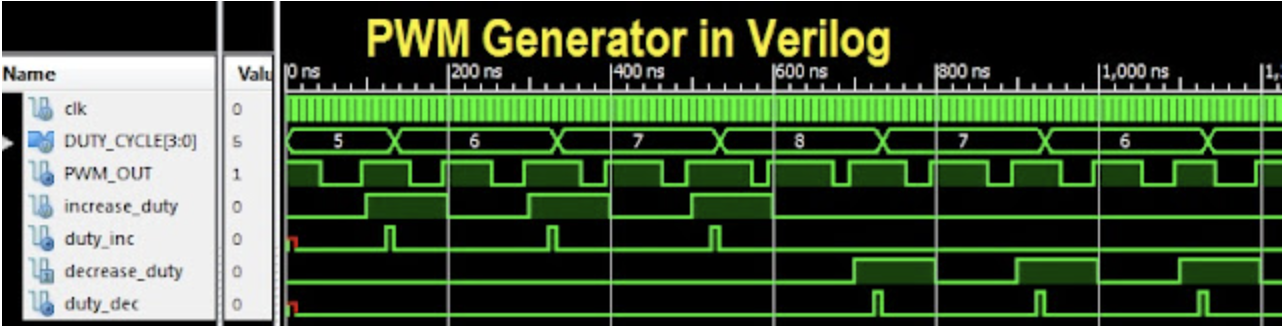 PWM Generator in Verilog
Name Valu 0 ns 200 ns 400 ns 600 ns 800 ns 1,000 ns 1,
clk 0
DUTY_CYCLE[3:0] 5 5 6 7 8 7 6
PWM_OUT 1
increase_duty 0
duty_inc 0
decrease_duty 0
duty_dec 0